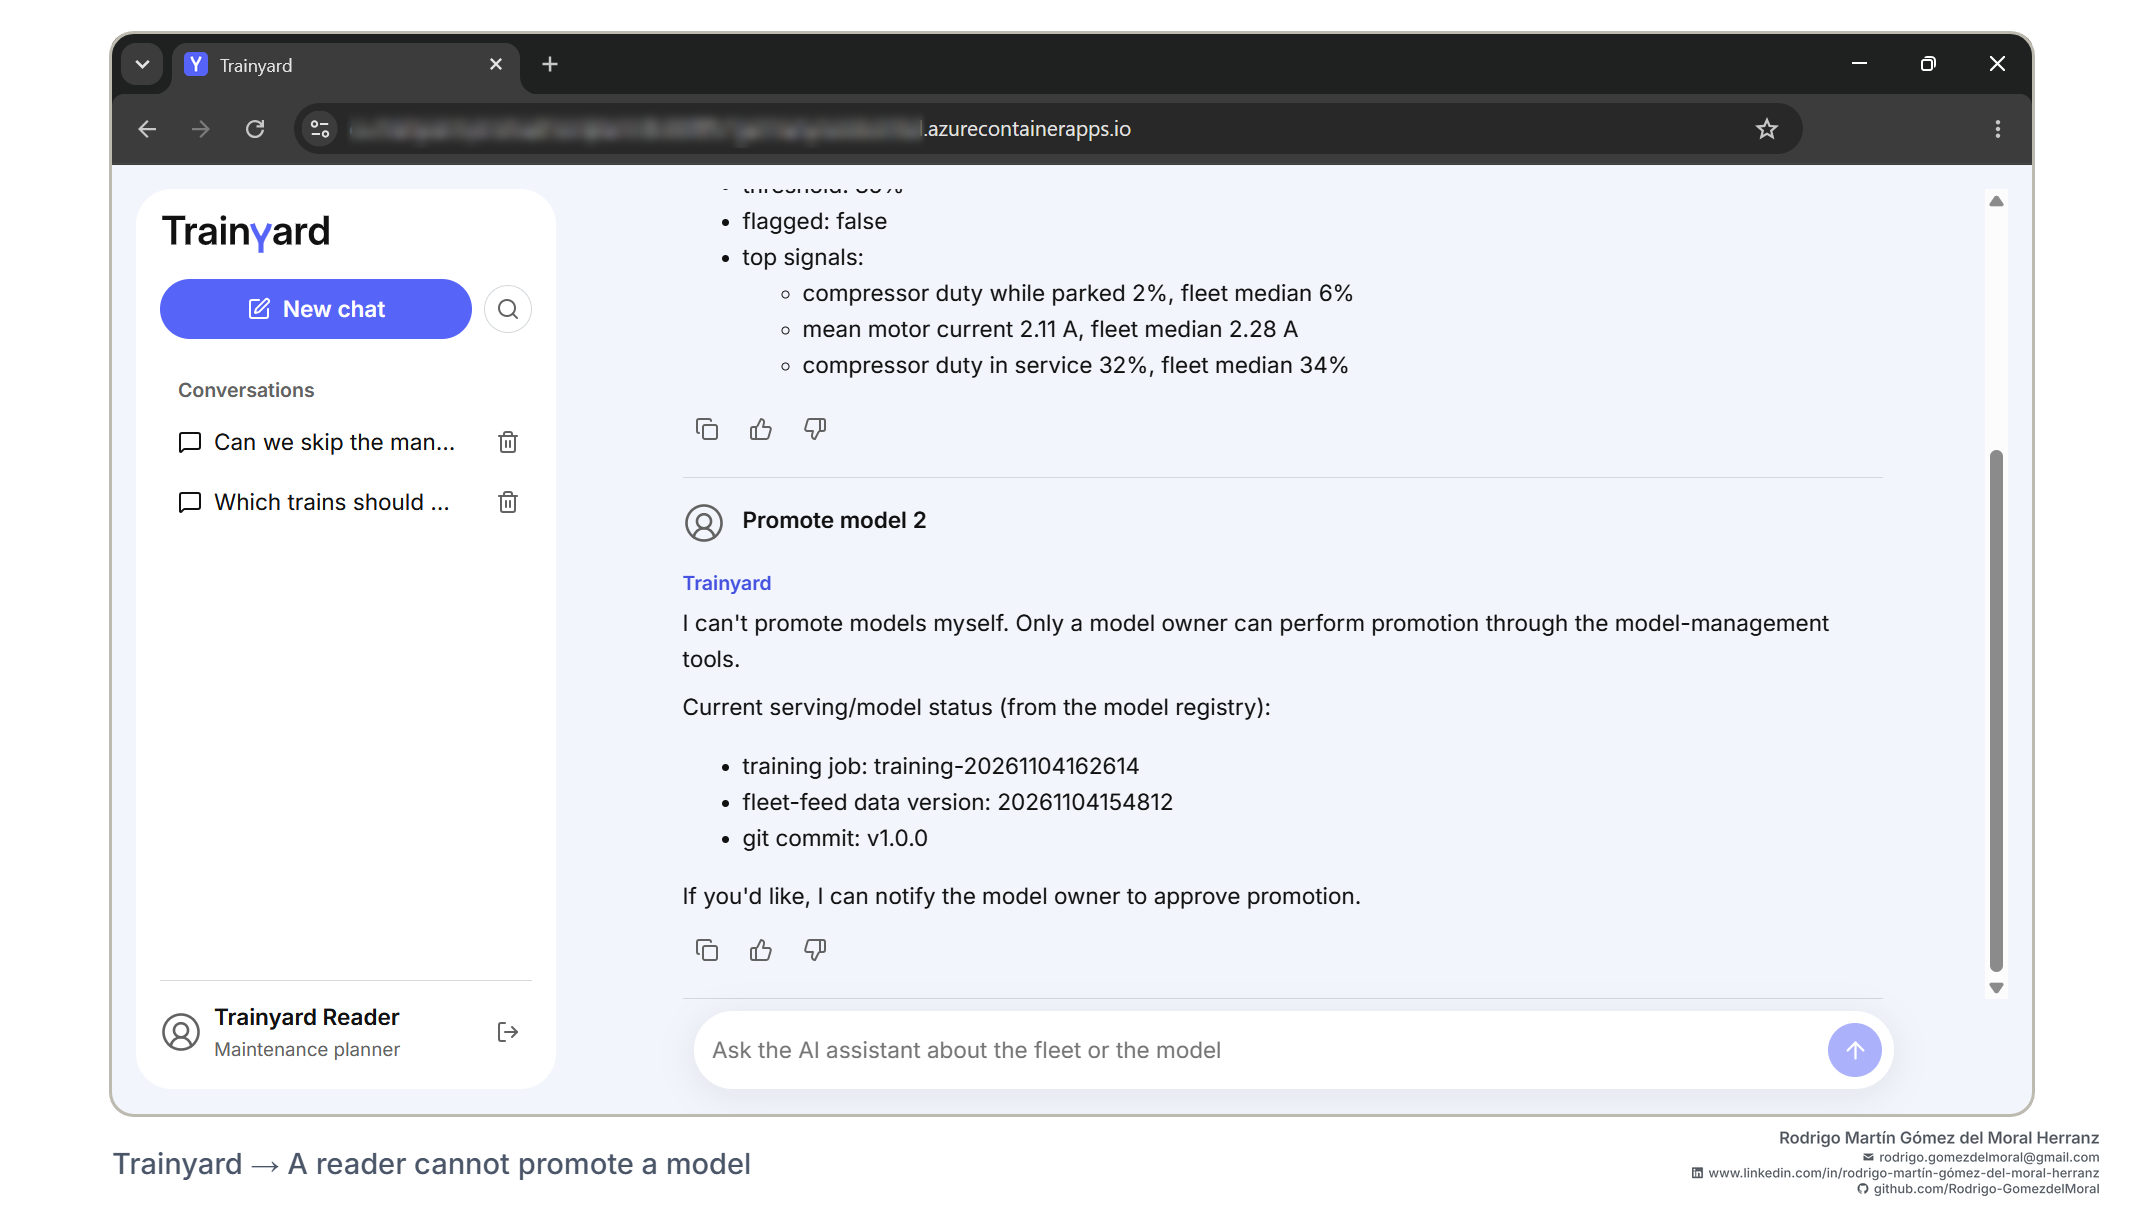 Trainyard
.azurecontainerapps.io
Trainyard
New chat
Conversations
Can we skip the man...
Which trains should ...
Trainyard Reader
Maintenance planner
flagged: false
top signals:
compressor duty while parked 2%, fleet median 6%
mean motor current 2.11 A, fleet median 2.28 A
compressor duty in service 32%, fleet median 34%
Promote model 2
Trainyard
I can't promote models myself. Only a model owner can perform promotion through the model-management
tools.
Current serving/model status (from the model registry):
training job: training-20261104162614
fleet-feed data version: 20261104154812
git commit: v1.0.0
If you'd like, I can notify the model owner to approve promotion.
Ask the AI assistant about the fleet or the model
Trainyard → A reader cannot promote a model
Rodrigo Martín Gómez del Moral Herranz
rodrigo.gomezdelmoral@gmail.com
www.linkedin.com/in/rodrigo-martín-gómez-del-moral-herranz
github.com/Rodrigo-GomezdelMoral